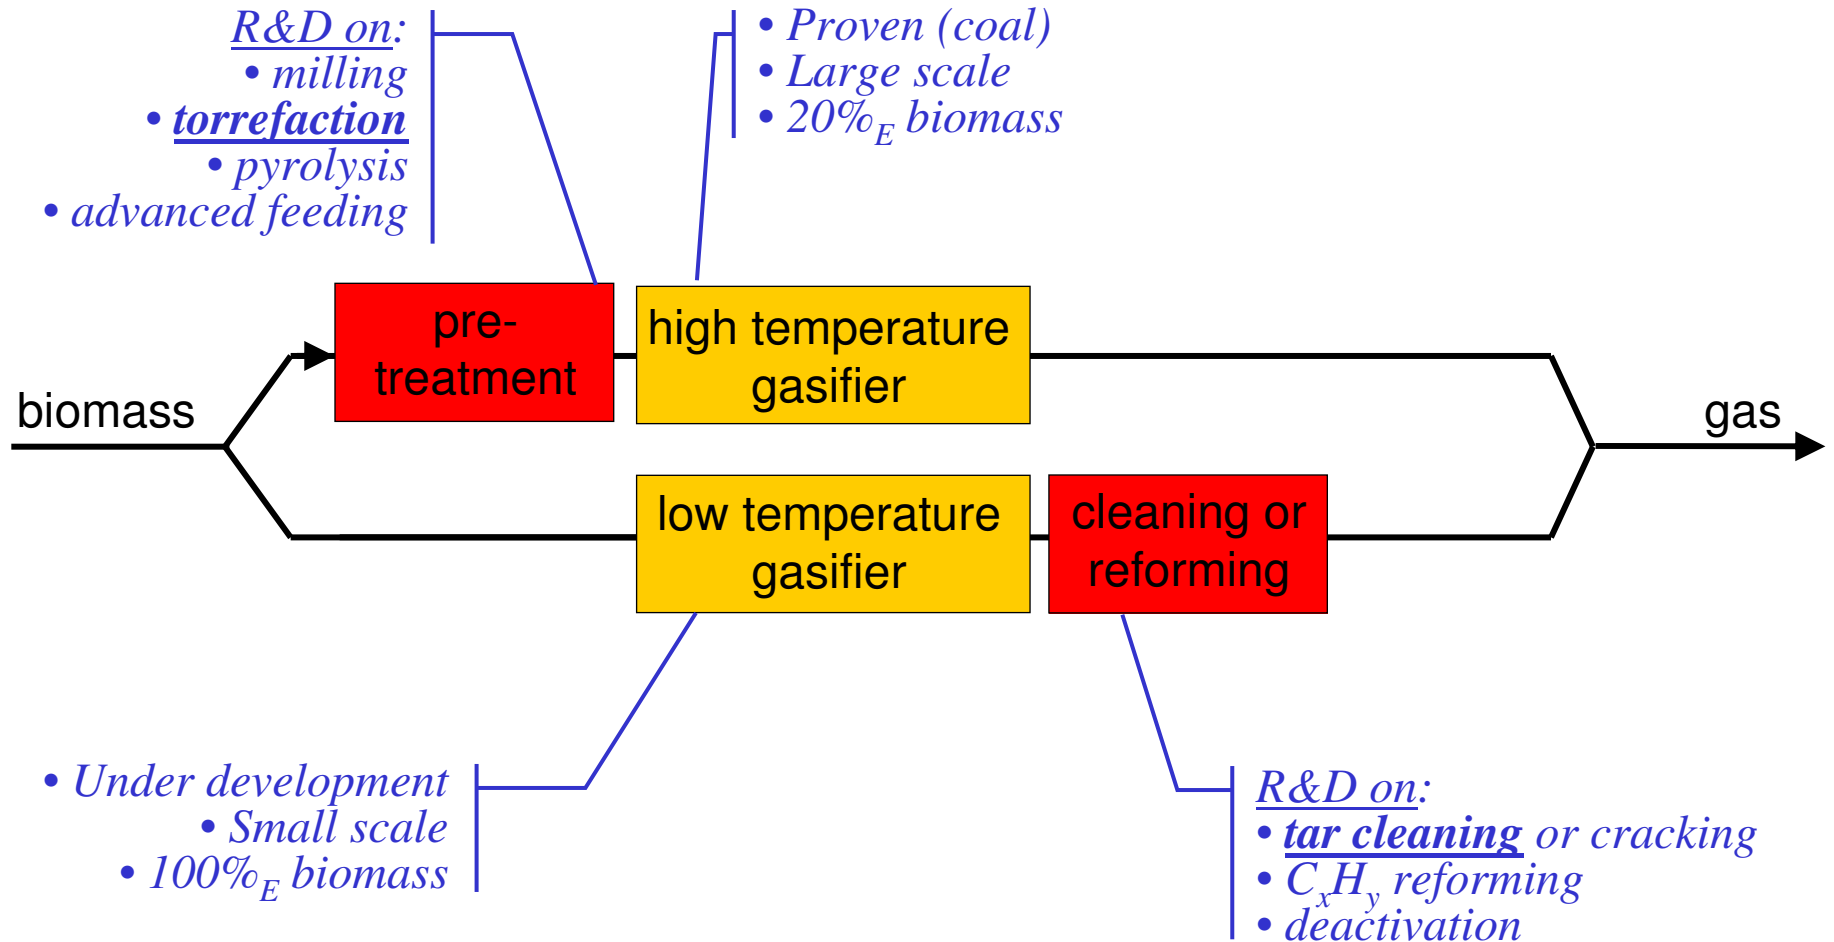 R&D on:
• milling
• torrefaction
• pyrolysis
• advanced feeding
• Proven (coal)
• Large scale
• 20%E biomass
pre-
treatment
high temperature
gasifier
biomass
gas
low temperature
gasifier
cleaning or
reforming
• Under development
• Small scale
• 100%E biomass
R&D on:
• tar cleaning or cracking
• CxHy reforming
• deactivation